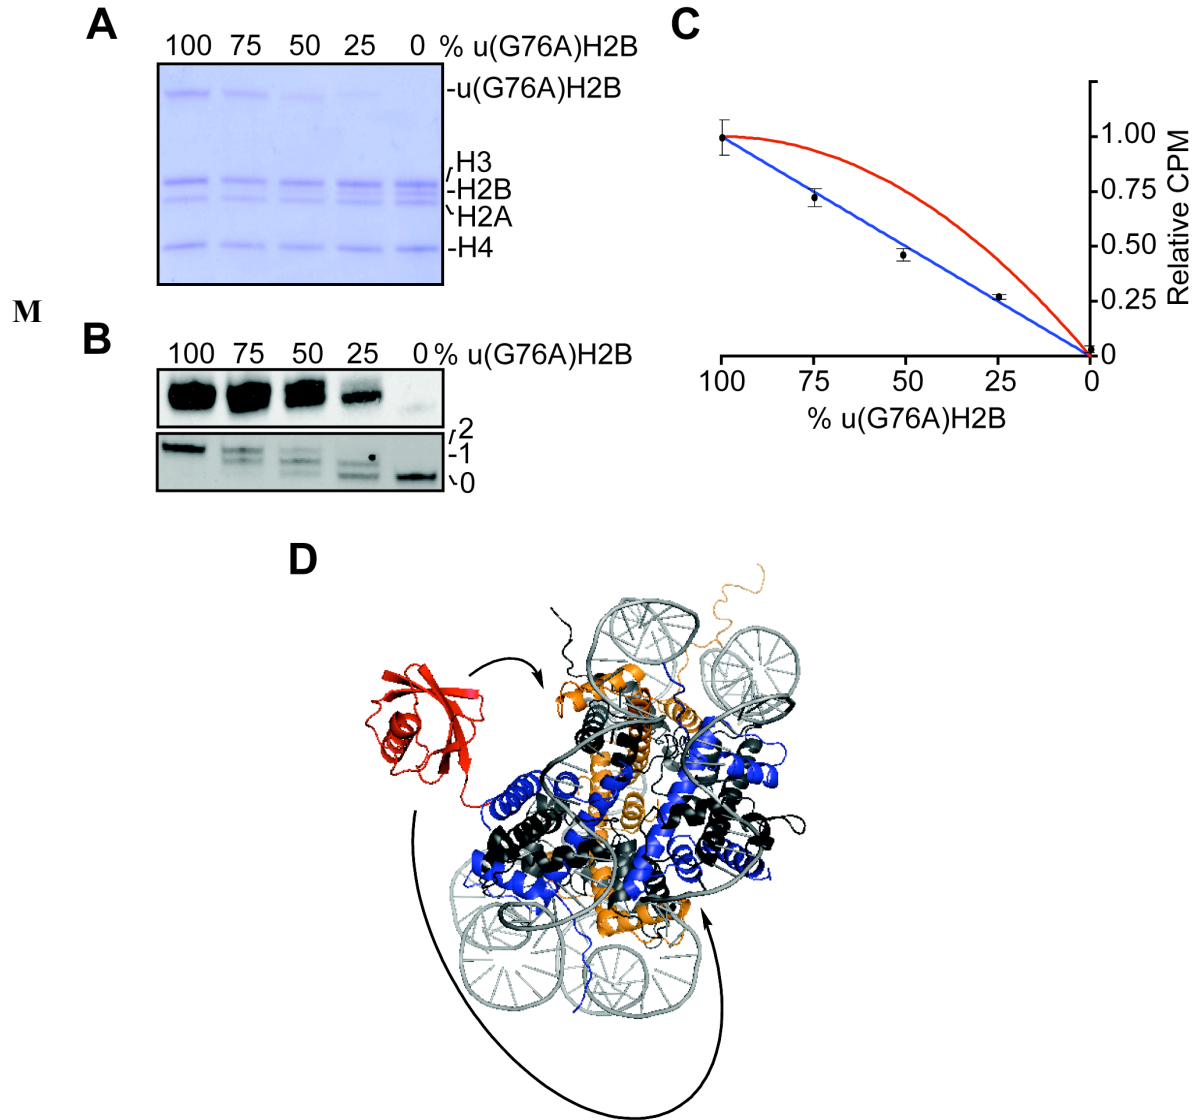 A
100 75 50 25 0 % u(G76A)H2B
-u(G76A)H2B
H3
-H2B
H2A
-H4
M
B
100 75 50 25 0 % u(G76A)H2B
2
-1
0
C
1.00
0.75
0.50
0.25
0
Relative CPM
100 75 50 25 0
% u(G76A)H2B
D